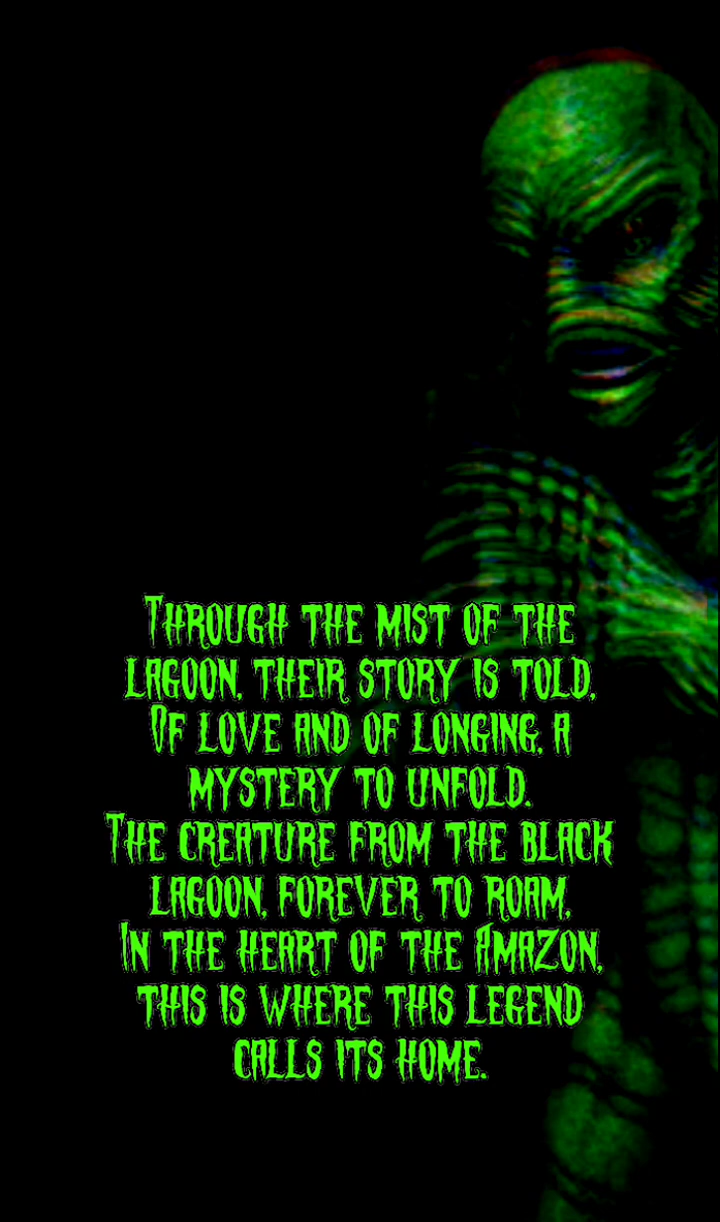 Through the mist of the
lagoon, their story is told,
Of love and of longing, a
mystery to unfold.
The creature from the black
lagoon, forever to roam,
In the heart of the Amazon,
this is where this legend
calls its home.